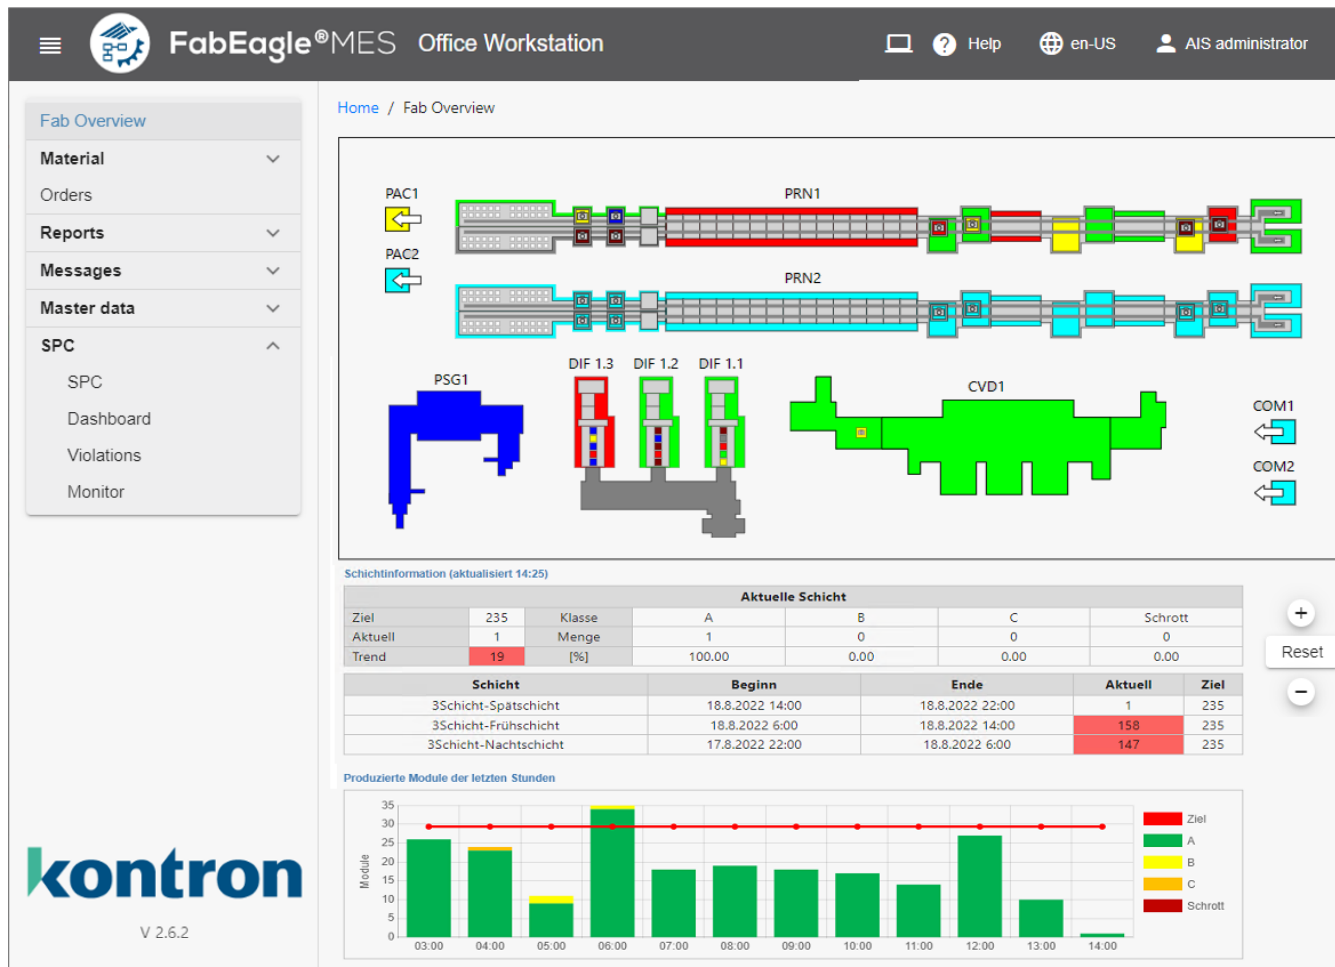 FabEagle®MES Office Workstation ? Help en-US AIS administrator
Home / Fab Overview
Fab Overview
Material
Orders
Reports
Messages
Master data
SPC
SPC
Dashboard
Violations
Monitor
kontron
V 2.6.2
PAC1
PRN1
PAC2
PRN2
PSG1
DIF 1.3 DIF 1.2 DIF 1.1
CVD1
COM1
COM2
Schichtinformation (aktualisiert 14:25)
Aktuelle Schicht
Ziel 235 Klasse A B C Schrott
Aktuell 1 Menge 1 0 0 0
Trend 19 [%] 100.00 0.00 0.00 0.00
Schicht Beginn Ende Aktuell Ziel
3Schicht-Spätschicht 18.8.2022 14:00 18.8.2022 22:00 1 235
3Schicht-Frühschicht 18.8.2022 6:00 18.8.2022 14:00 158 235
3Schicht-Nachtschicht 17.8.2022 22:00 18.8.2022 6:00 147 235
+
Reset
−
Produzierte Module der letzten Stunden
Module
35
30
25
20
15
10
5
0
03:00 04:00 05:00 06:00 07:00 08:00 09:00 10:00 11:00 12:00 13:00 14:00
Ziel
A
B
C
Schrott